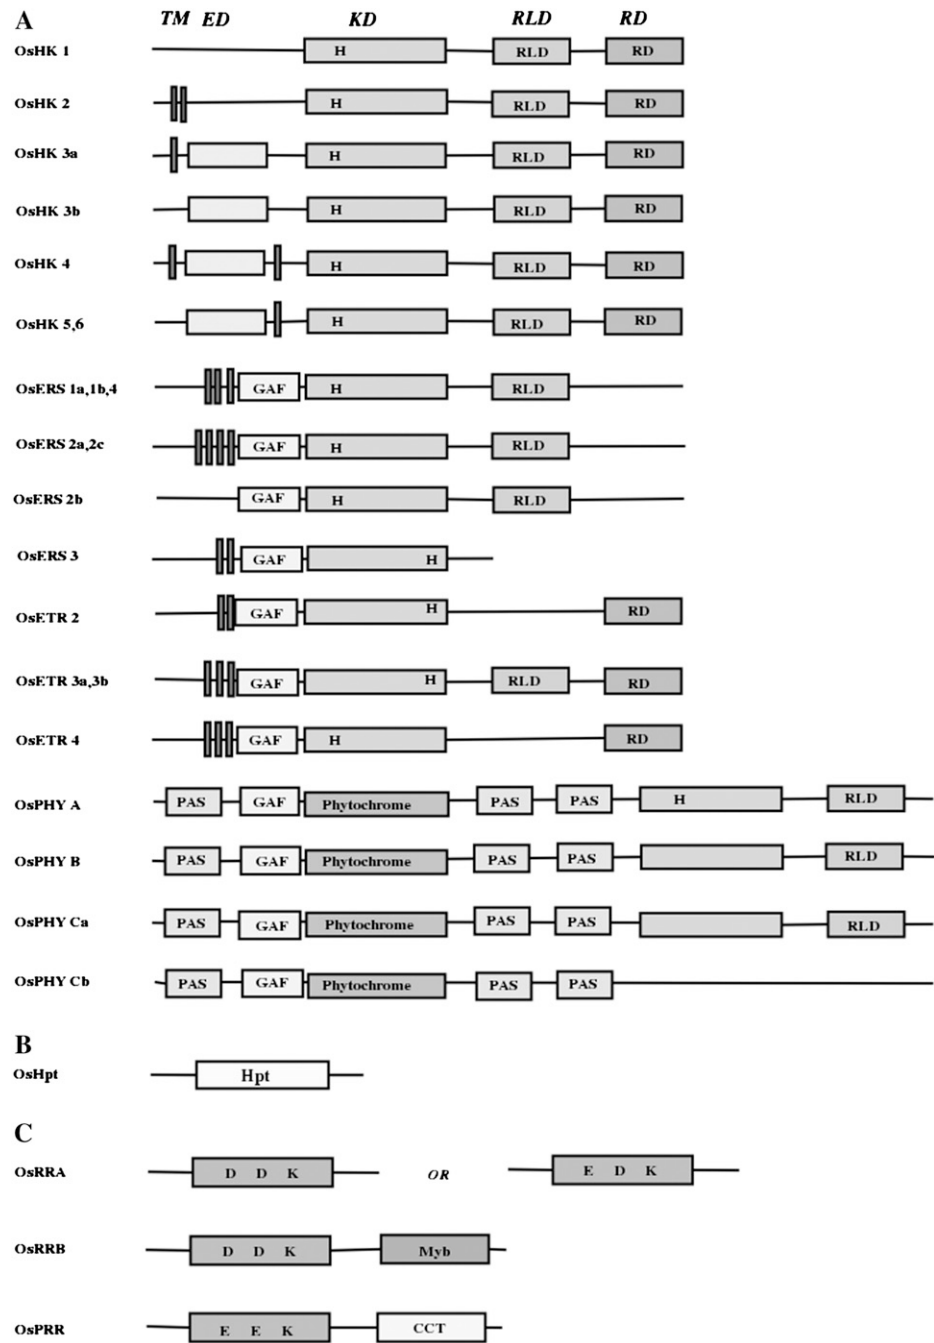 A TM ED KD RLD RD
OsHK 1 H RLD RD
OsHK 2 H RLD RD
OsHK 3a H RLD RD
OsHK 3b H RLD RD
OsHK 4 H RLD RD
OsHK 5,6 H RLD RD
OsERS 1a,1b,4 GAF H RLD
OsERS 2a,2c GAF H RLD
OsERS 2b GAF H RLD
OsERS 3 GAF H
OsETR 2 GAF H RD
OsETR 3a,3b GAF H RLD RD
OsETR 4 GAF H RD
OsPHY A PAS GAF Phytochrome PAS PAS H RLD
OsPHY B PAS GAF Phytochrome PAS PAS RLD
OsPHY Ca PAS GAF Phytochrome PAS PAS RLD
OsPHY Cb PAS GAF Phytochrome PAS PAS
B
OsHpt Hpt
C
OsRRA D D K OR E D K
OsRRB D D K Myb
OsPRR E E K CCT